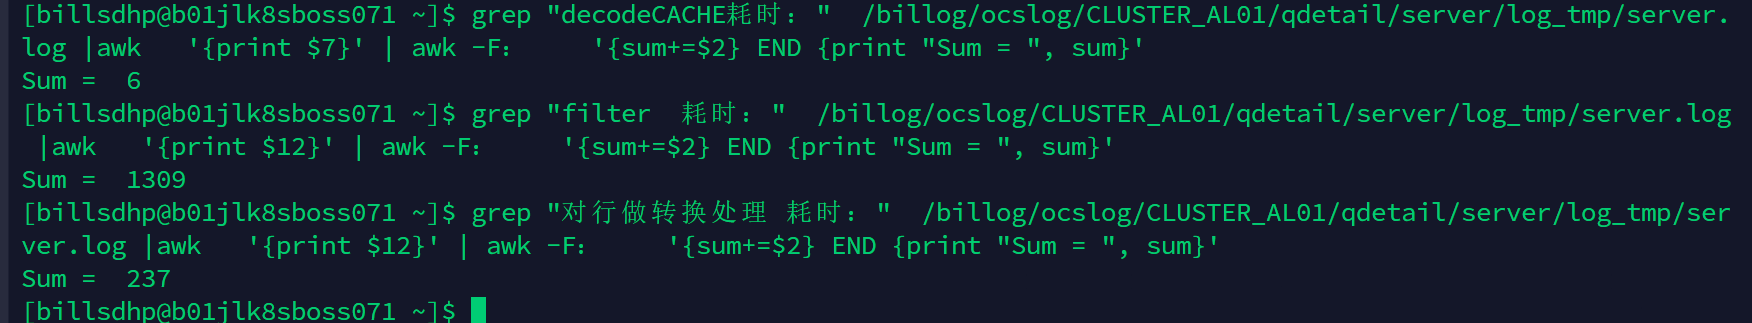 [billsdhp@b01jlk8sboss071 ~]$ grep "decodeCACHE耗时：" /billog/ocslog/CLUSTER_AL01/qdetail/server/log_tmp/server.
log |awk   '{print $7}' | awk -F：     '{sum+=$2} END {print "Sum = ", sum}'
Sum =  6
[billsdhp@b01jlk8sboss071 ~]$ grep "filter  耗时："  /billog/ocslog/CLUSTER_AL01/qdetail/server/log_tmp/server.log
 |awk   '{print $12}' | awk -F：     '{sum+=$2} END {print "Sum = ", sum}'
Sum =  1309
[billsdhp@b01jlk8sboss071 ~]$ grep "对行做转换处理 耗时："  /billog/ocslog/CLUSTER_AL01/qdetail/server/log_tmp/ser
ver.log |awk   '{print $12}' | awk -F：     '{sum+=$2} END {print "Sum = ", sum}'
Sum =  237
[billsdhp@b01jlk8sboss071 ~]$